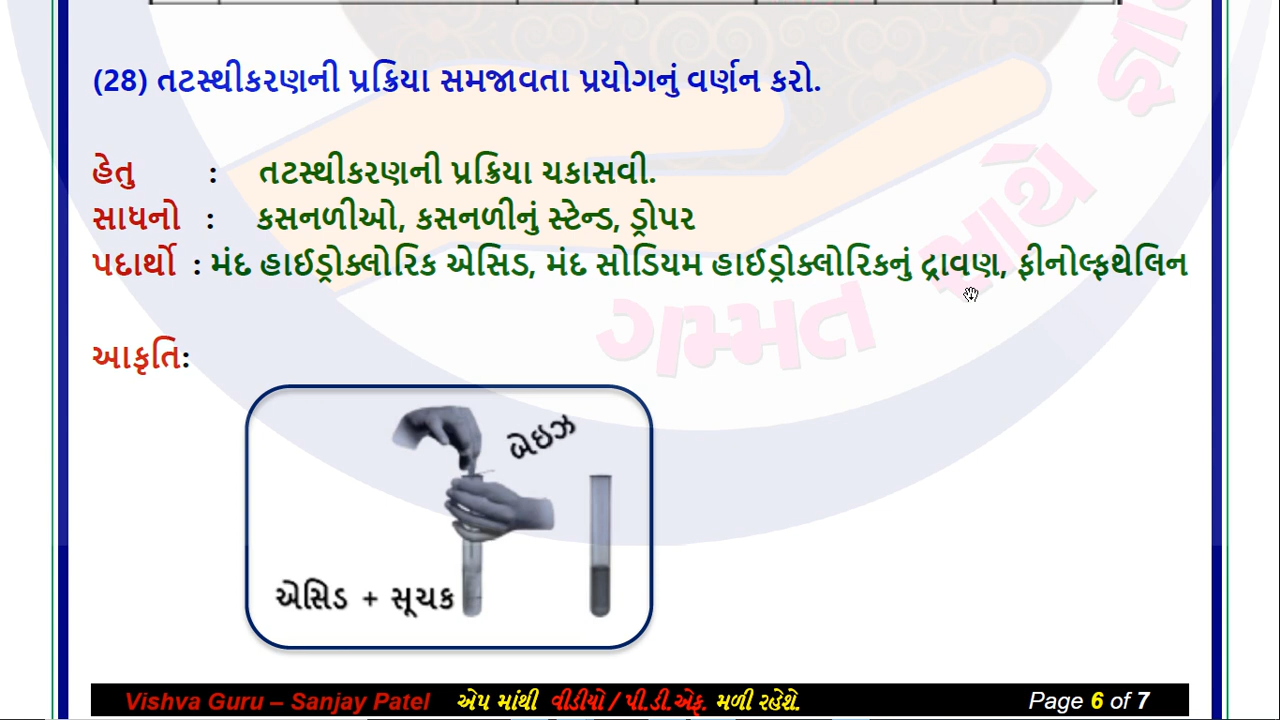 (28) તટસ્થીકરણની પ્રક્રિયા સમજાવતા પ્રયોગનું વર્ણન કરો.
હેતુ : તટસ્થીકરણની પ્રક્રિયા ચકાસવી.
સાધનો : કસનળીઓ, કસનળીનું સ્ટેન્ડ, ડ્રોપર
પદાર્થો : મંદ હાઈડ્રોક્લોરિક એસિડ, મંદ સોડિયમ હાઈડ્રોક્લોરિકનું દ્રાવણ, ફીનોલ્ફથેલિન
ગમ્મત સાથે
આકૃતિ:
બેઇઝ
એસિડ + સૂચક
Vishva Guru – Sanjay Patel એપ માંથી વીડીયો / પી.ડી.એફ. મળી રહેશે. Page 6 of 7